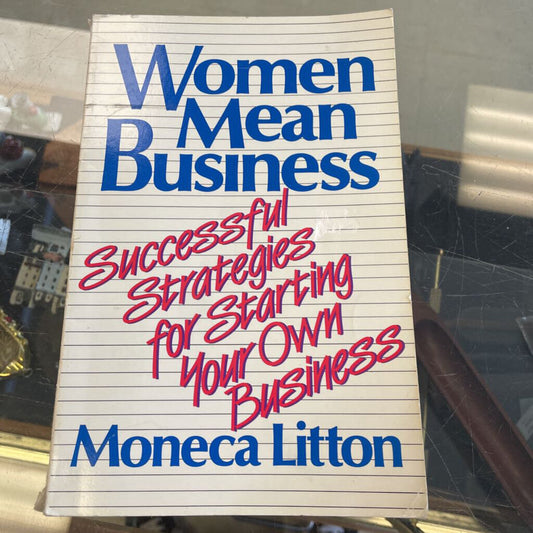 Women
Mean
Business
Successful
Strategies
for Starting
Your Own
Business
Moneca Litton